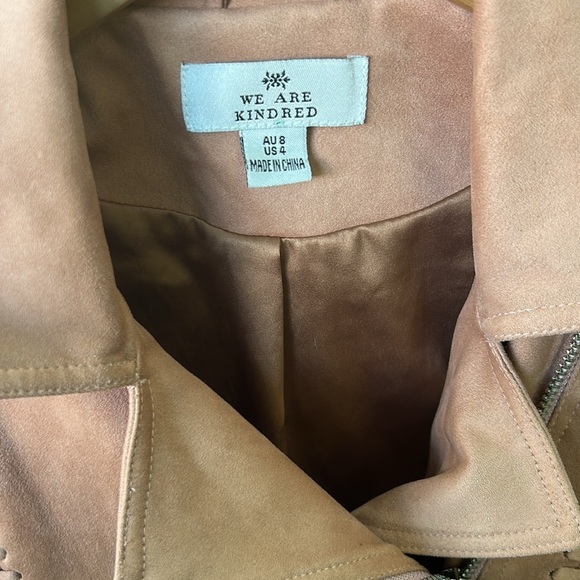 WE ARE
KINDRED
AU 8
US 4
MADE IN CHINA